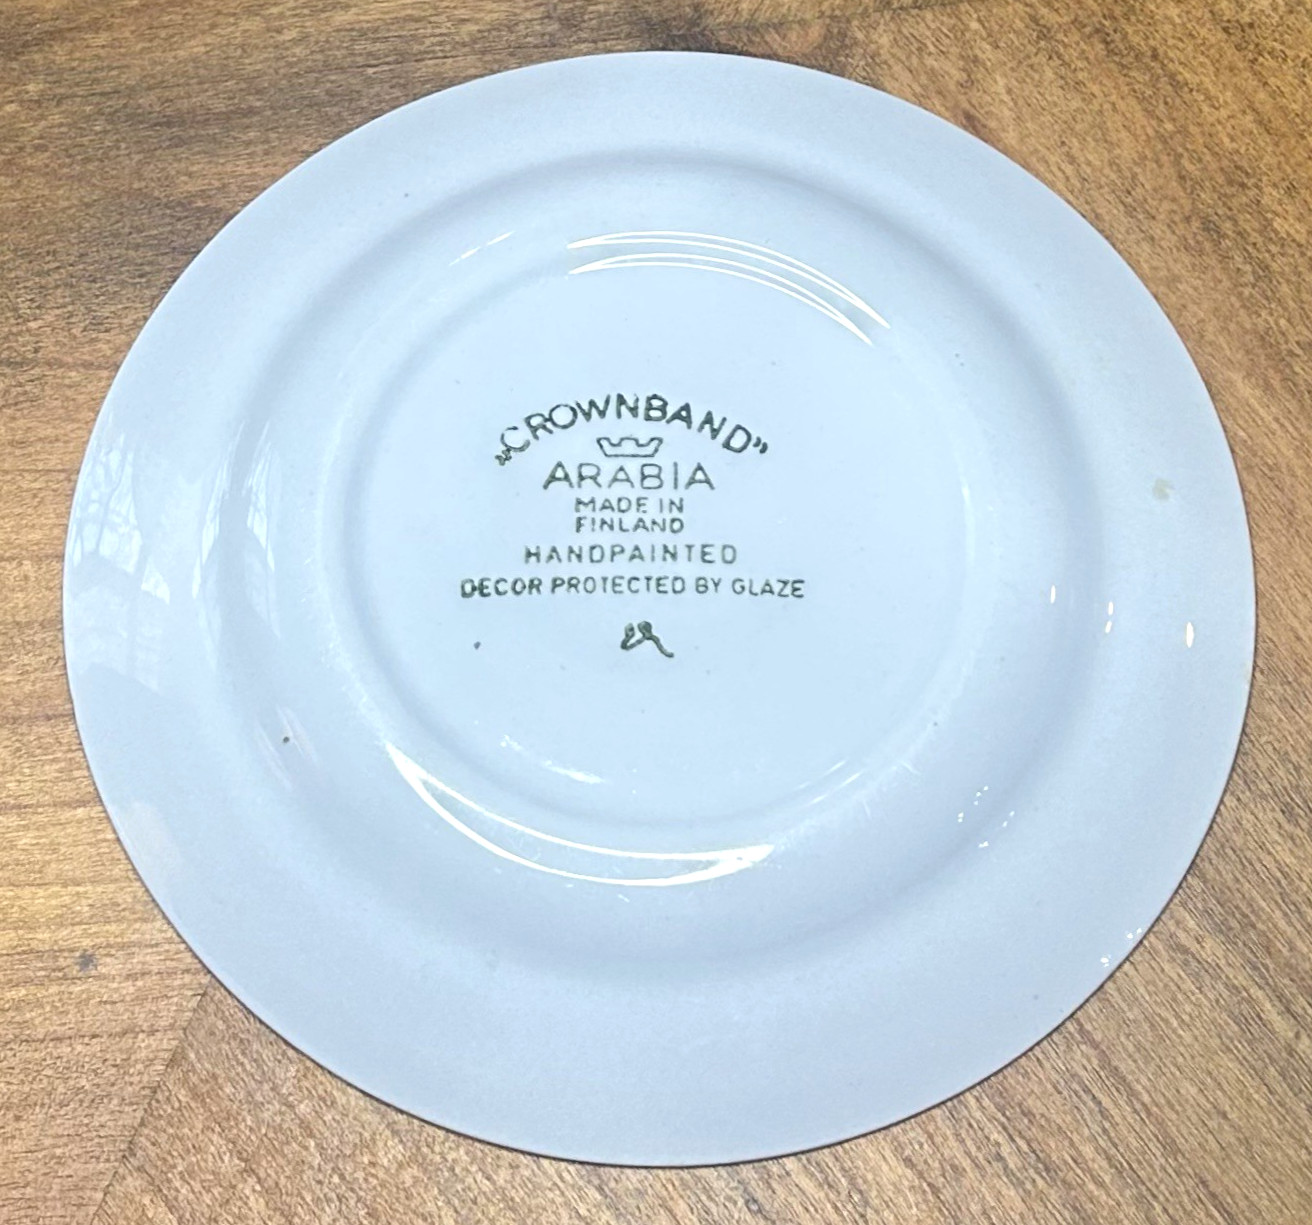 „CROWNBAND”
ARABIA
MADE IN
FINLAND
HANDPAINTED
DECOR PROTECTED BY GLAZE